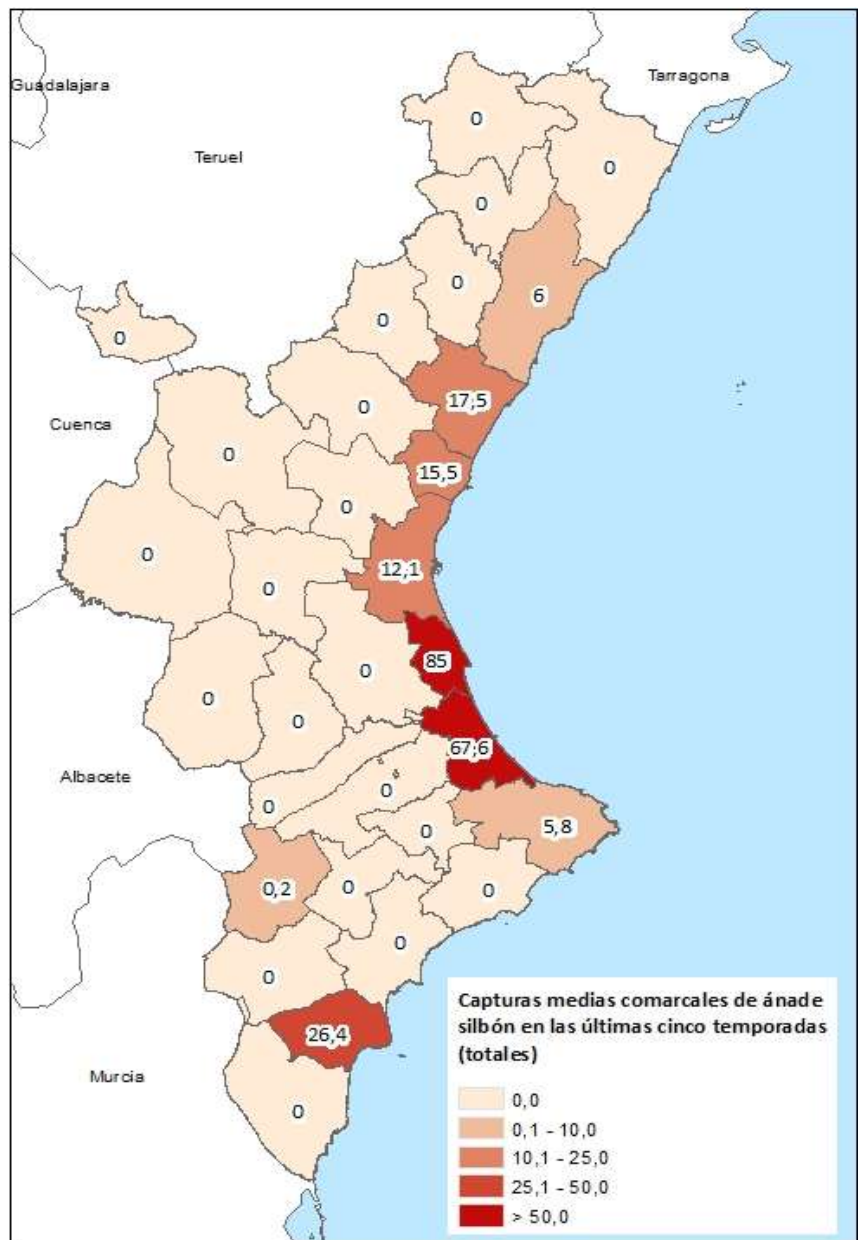 Tarragona
Guadalajara
0
Teruel
0
0
0
6
0
0
17,5
0
Cuenca
0
15,5
0
0
12,1
0
85
0
0
0
67,6
Albacete
0
0
5,8
0
0,2
0
0
0
0
26,4
Murcia
0
Capturas medias comarcales de ánade
silbón en las últimas cinco temporadas
(totales)
0,0
0,1 - 10,0
10,1 - 25,0
25,1 - 50,0
> 50,0